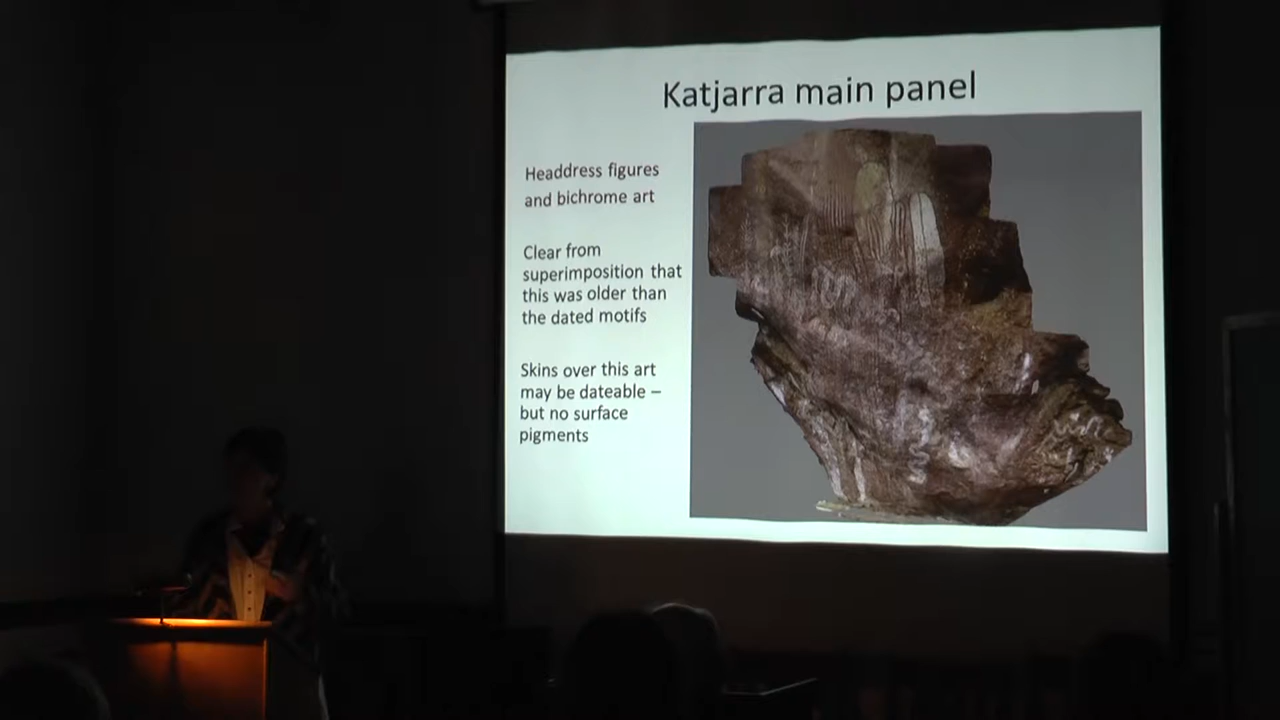 Katjarra main panel
Headdress figures
and bichrome art
Clear from
superimposition that
this was older than
the dated motifs
Skins over this art
may be dateable –
but no surface
pigments